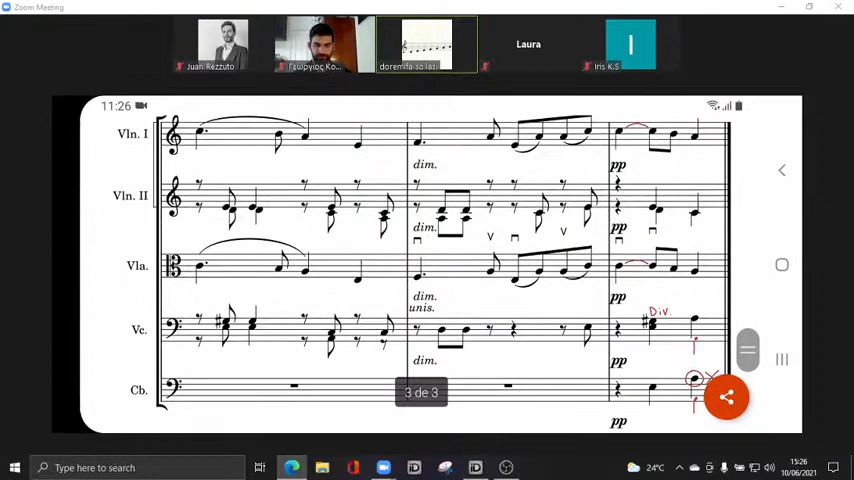 Zoom Meeting
Juan Rezzuto
Γεώργιος Κο...
doremifa so lasi
Laura
I
Iris K.S
11:26
Vln. I
dim.
pp
Vln. II
dim.
pp
Vla.
dim.
pp
unis.
Div.
Vc.
dim.
pp
Cb.
3 de 3
pp
Type here to search
24°C
15:26
10/06/2021